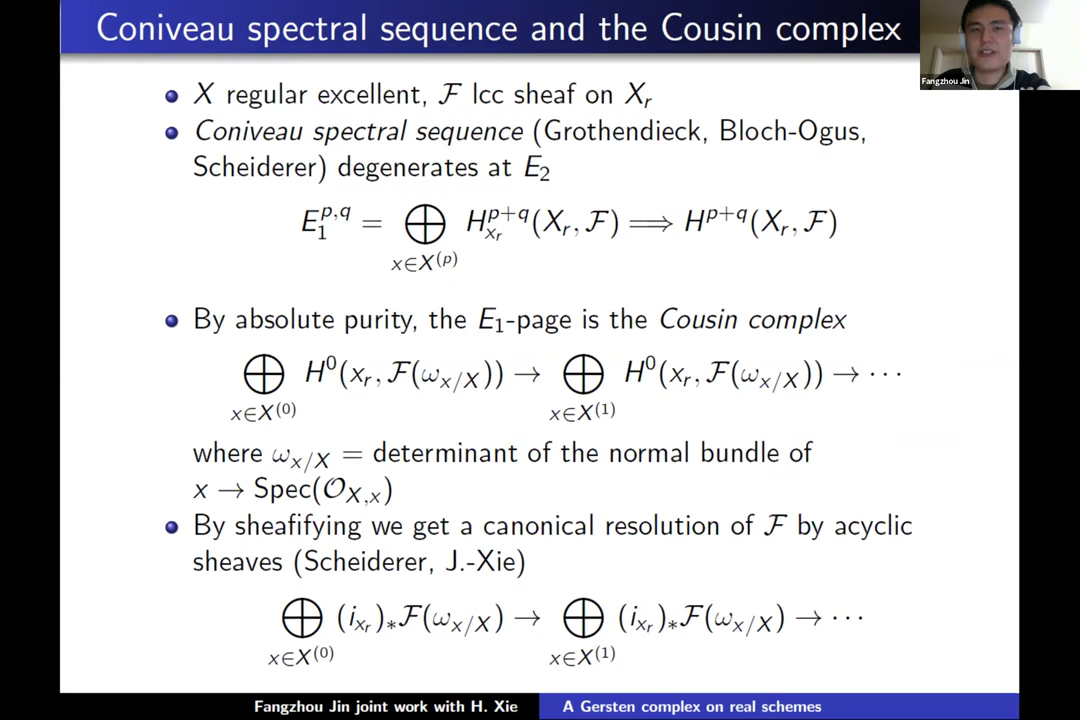 Coniveau spectral sequence and the Cousin complex
Fangzhou Jin
X regular excellent, ℱ lcc sheaf on X_r
Coniveau spectral sequence (Grothendieck, Bloch-Ogus,
Scheiderer) degenerates at E_2
E_1^{p,q} = ⊕_{x∈X^{(p)}} H_{x_r}^{p+q}(X_r, ℱ) ⟹ H^{p+q}(X_r, ℱ)
By absolute purity, the E_1-page is the Cousin complex
⊕_{x∈X^{(0)}} H^0(x_r, ℱ(ω_{x/X})) → ⊕_{x∈X^{(1)}} H^0(x_r, ℱ(ω_{x/X})) → ⋯
where ω_{x/X} = determinant of the normal bundle of
x → Spec(𝒪_{X,x})
By sheafifying we get a canonical resolution of ℱ by acyclic
sheaves (Scheiderer, J.-Xie)
⊕_{x∈X^{(0)}} (i_{x_r})_*ℱ(ω_{x/X}) → ⊕_{x∈X^{(1)}} (i_{x_r})_*ℱ(ω_{x/X}) → ⋯
Fangzhou Jin joint work with H. Xie
A Gersten complex on real schemes